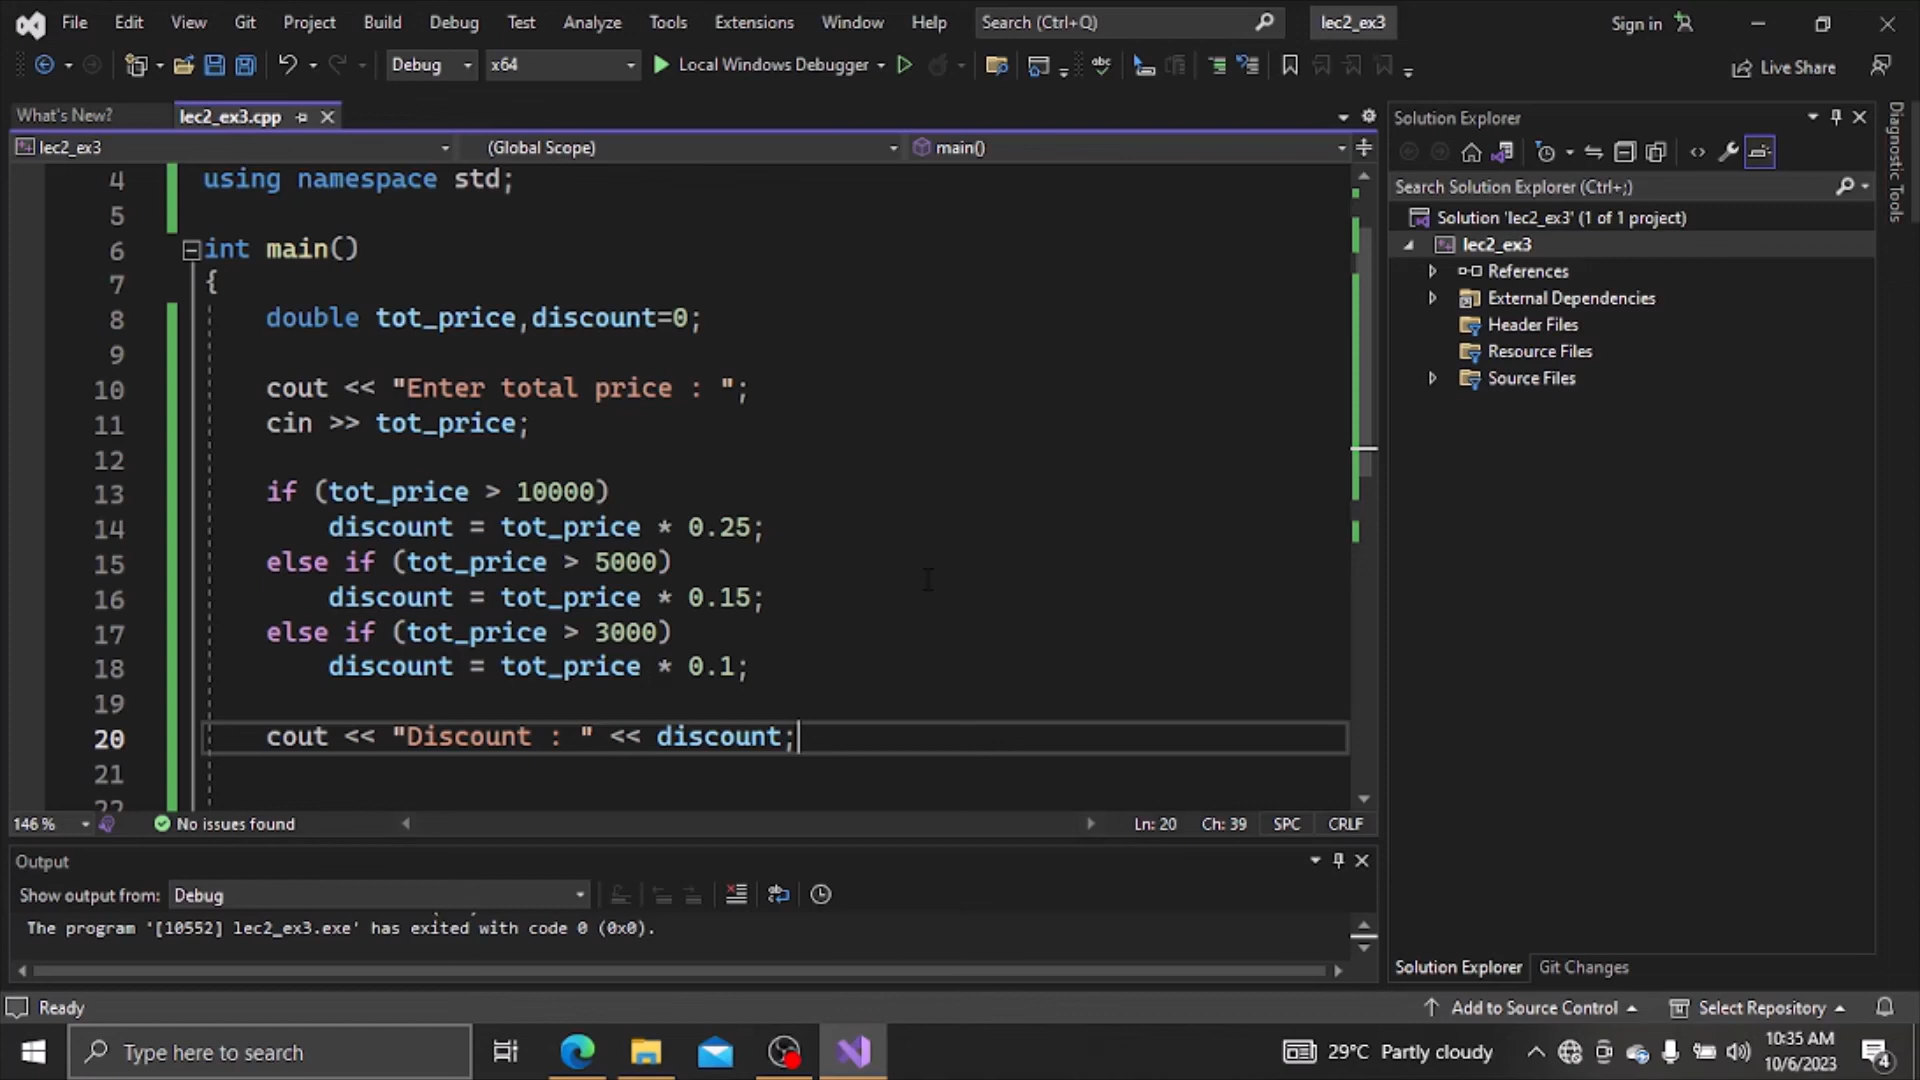 File Edit View Git Project Build Debug Test Analyze Tools Extensions Window Help Search (Ctrl+Q) lec2_ex3 Sign in
Debug x64 Local Windows Debugger Live Share
What's New? lec2_ex3.cpp
lec2_ex3 (Global Scope) main()
4 using namespace std;
5
6 int main()
7 {
8 double tot_price,discount=0;
9
10 cout << "Enter total price : ";
11 cin >> tot_price;
12
13 if (tot_price > 10000)
14 discount = tot_price * 0.25;
15 else if (tot_price > 5000)
16 discount = tot_price * 0.15;
17 else if (tot_price > 3000)
18 discount = tot_price * 0.1;
19
20 cout << "Discount : " << discount;
21
22
146 % No issues found Ln: 20 Ch: 39 SPC CRLF
Output
Show output from: Debug
The program '[10552] lec2_ex3.exe' has exited with code 0 (0x0).
Solution Explorer
Search Solution Explorer (Ctrl+;)
Solution 'lec2_ex3' (1 of 1 project)
lec2_ex3
References
External Dependencies
Header Files
Resource Files
Source Files
Solution Explorer Git Changes
Diagnostic Tools
Ready Add to Source Control Select Repository
Type here to search 29°C Partly cloudy 10:35 AM
10/6/2023 4